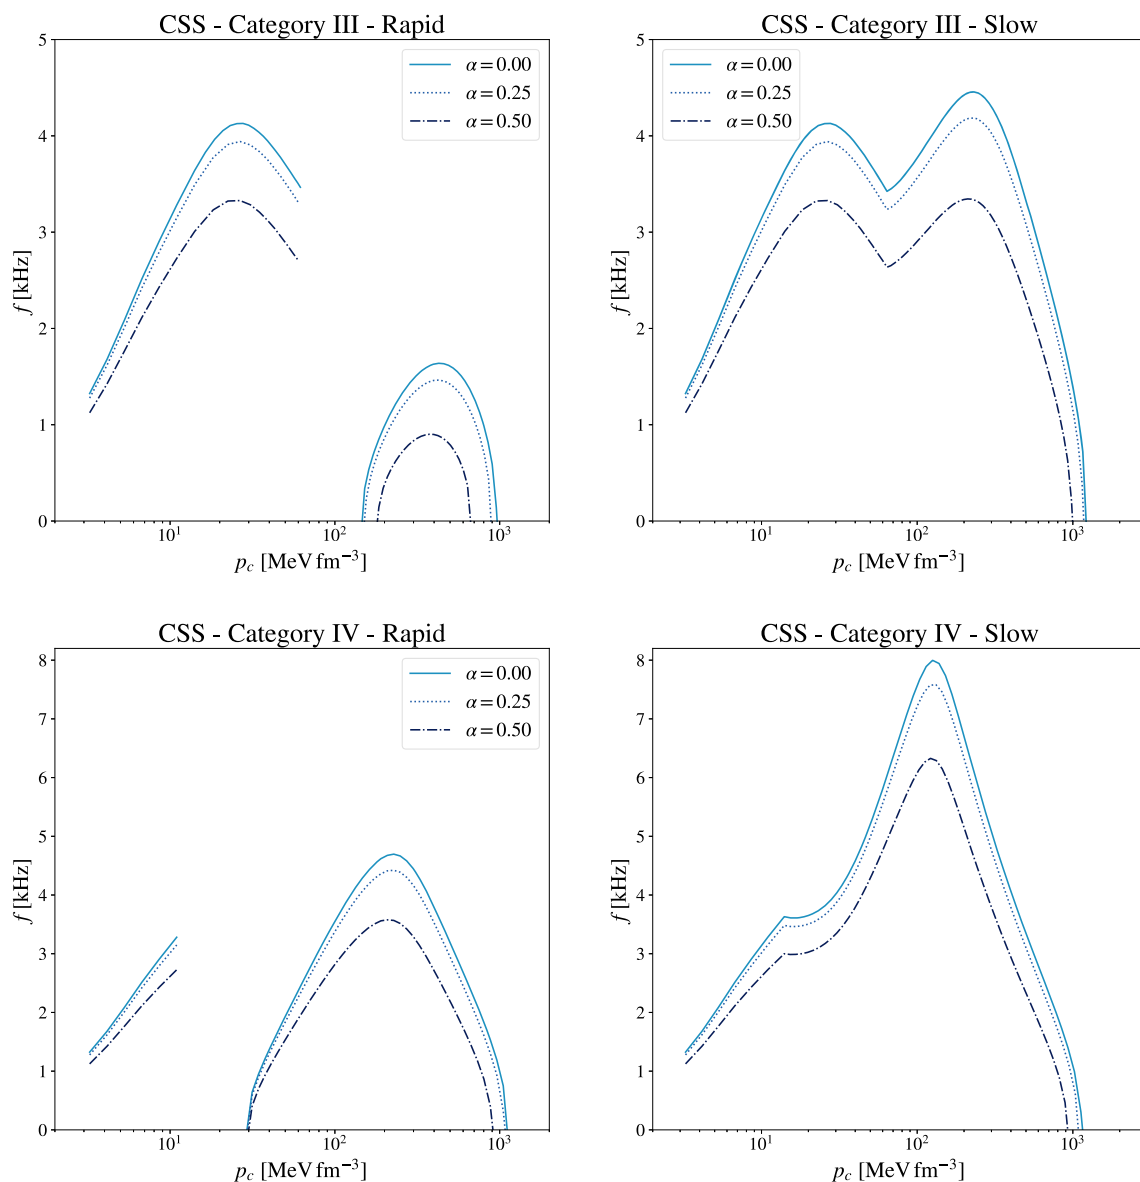 CSS - Category III - Rapid
5
4
3
2
1
0
f [kHz]
α = 0.00
α = 0.25
α = 0.50
10¹ 10² 10³
p_c [MeV fm⁻³]
CSS - Category III - Slow
5
4
3
2
1
0
f [kHz]
α = 0.00
α = 0.25
α = 0.50
10¹ 10² 10³
p_c [MeV fm⁻³]
CSS - Category IV - Rapid
8
7
6
5
4
3
2
1
0
f [kHz]
α = 0.00
α = 0.25
α = 0.50
10¹ 10² 10³
p_c [MeV fm⁻³]
CSS - Category IV - Slow
8
7
6
5
4
3
2
1
0
f [kHz]
10¹ 10² 10³
p_c [MeV fm⁻³]